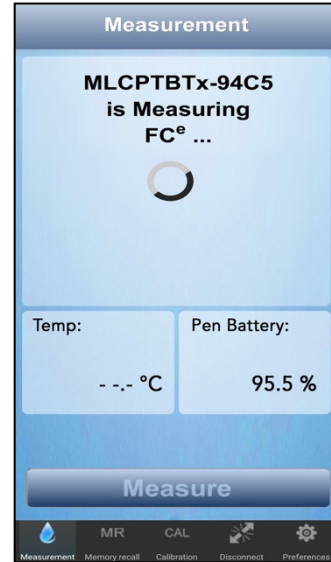 Measurement
MLCPTBTx-94C5
is Measuring
FCᵉ ...
Temp:
Pen Battery:
- -.- °C
95.5 %
Measure
MR
CAL
Measurement
Memory recall
Calibration
Disconnect
Preferences